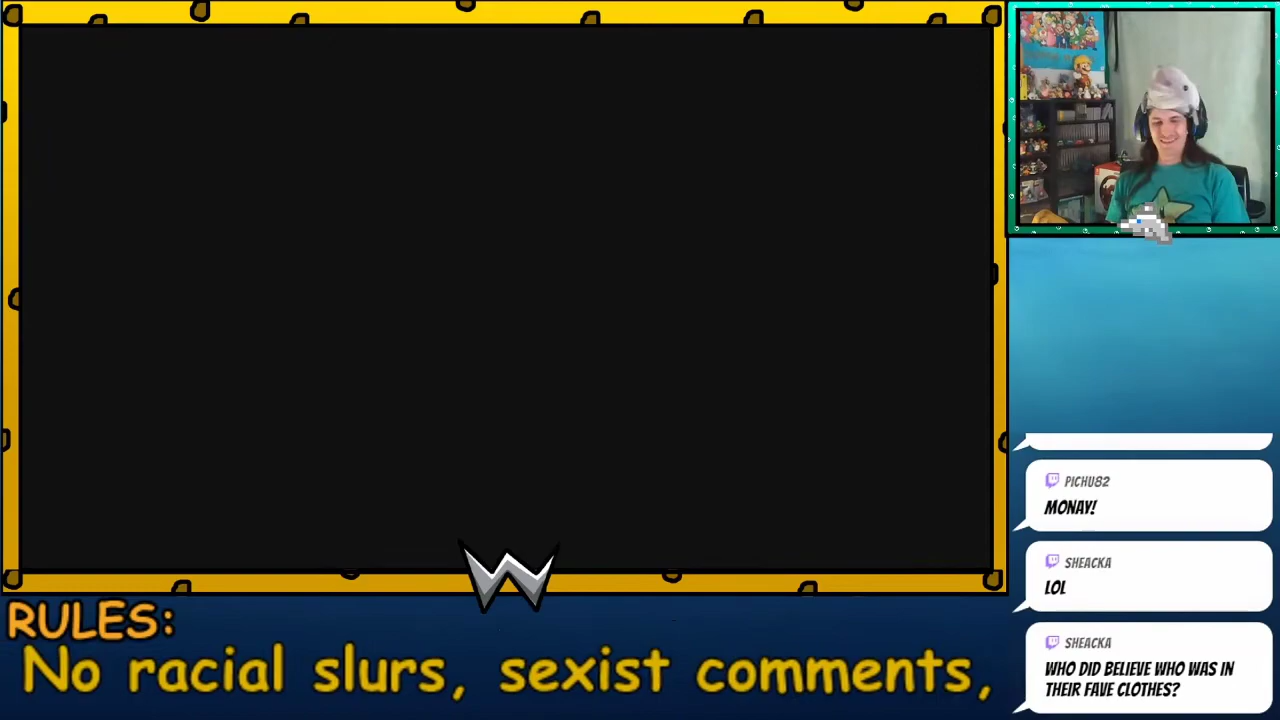 PICHU82
MONAY!
SHEACKA
LOL
SHEACKA
WHO DID BELIEVE WHO WAS IN
THEIR FAVE CLOTHES?
W
RULES:
No racial slurs, sexist comments,